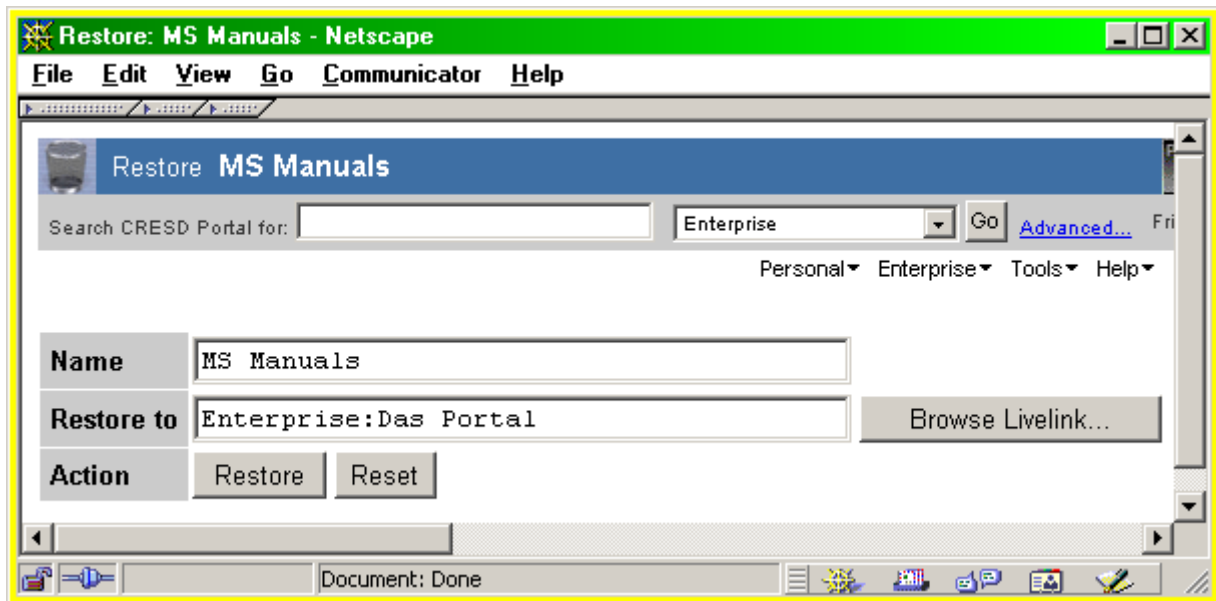 Restore: MS Manuals - Netscape
File Edit View Go Communicator Help
Restore MS Manuals
Search CRESD Portal for: Enterprise Go Advanced... Fri
Personal Enterprise Tools Help
Name MS Manuals
Restore to Enterprise:Das Portal Browse Livelink...
Action Restore Reset
Document: Done